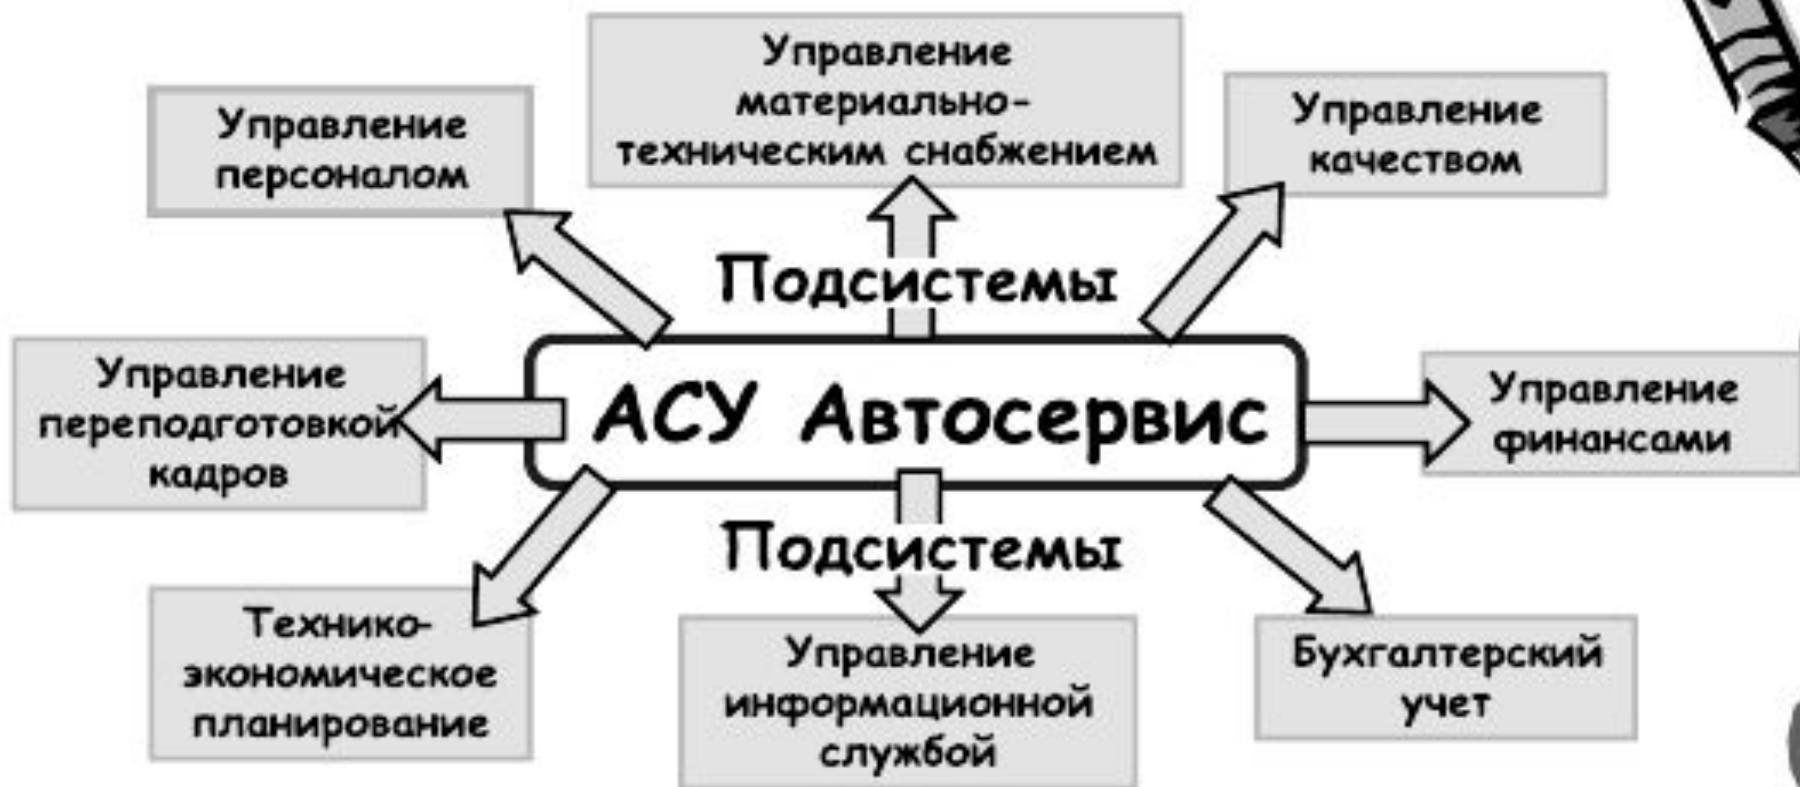 Управление
материально-
техническим снабжением
Управление
персоналом
Управление
качеством
Подсистемы
Управление
переподготовкой
кадров
АСУ Автосервис
Управление
финансами
Подсистемы
Технико-
экономическое
планирование
Управление
информационной
службой
Бухгалтерский
учет